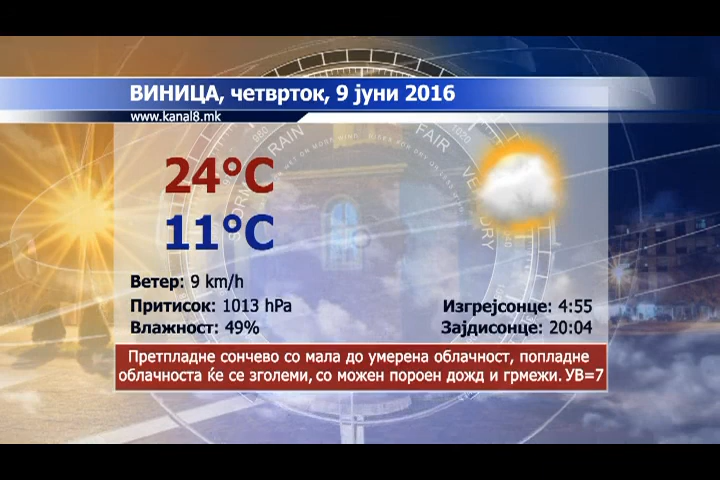 ВИНИЦА, четврток, 9 јуни 2016
www.kanal8.mk
24°C
11°C
Ветер: 9 km/h
Притисок: 1013 hPa
Влажност: 49%
Изгрејсонце: 4:55
Зајдисонце: 20:04
Претпладне сончево со мала до умерена облачност, попладне
облачноста ќе се зголеми, со можен пороен дожд и грмежи. УВ=7
RAIN
FAIR